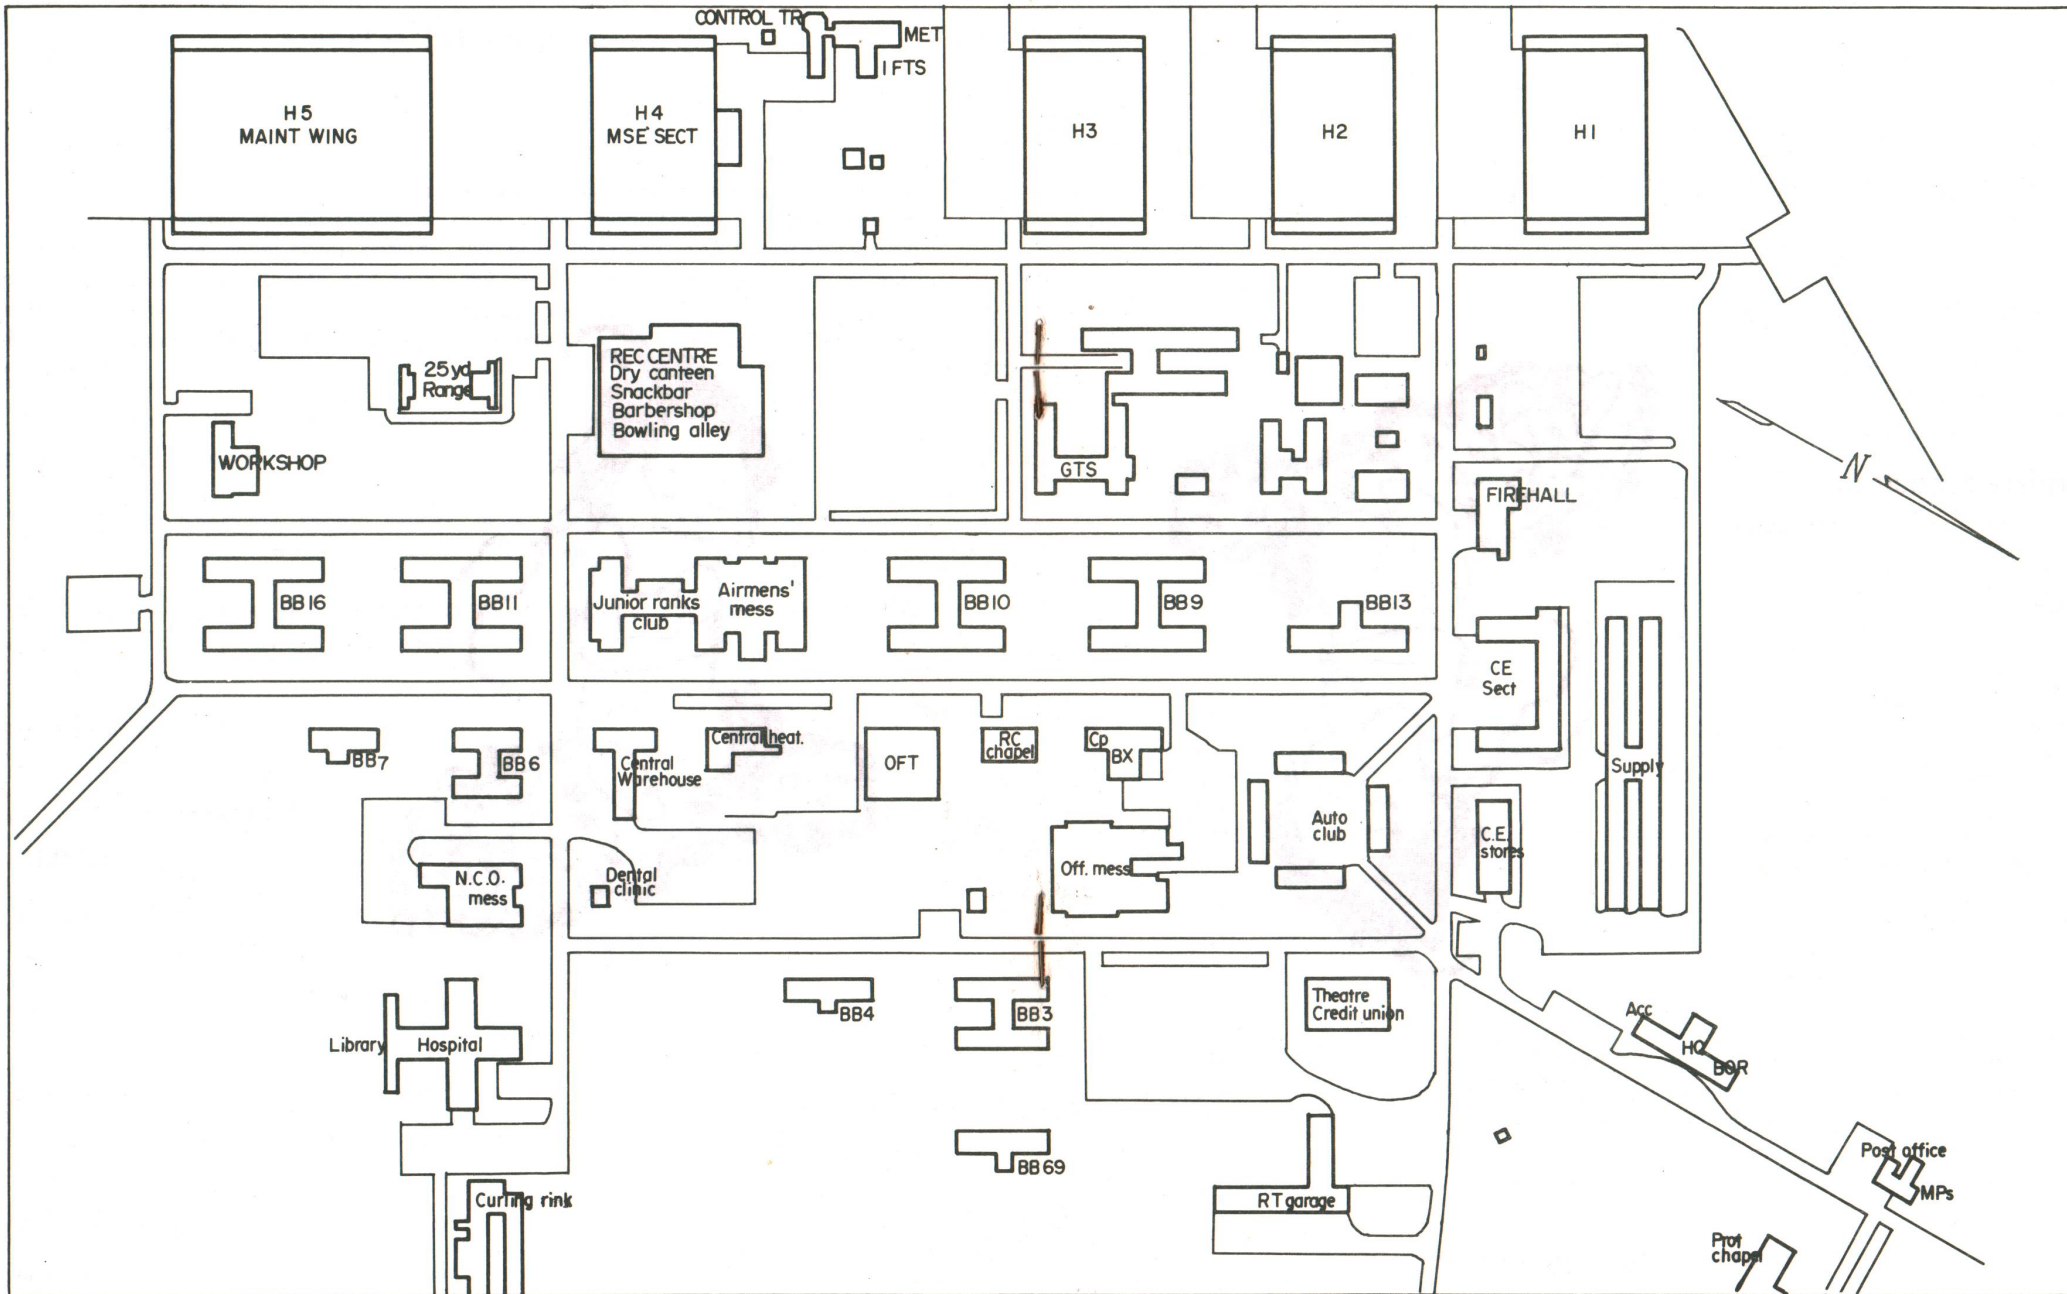 CONTROL TR
MET
1 FTS
H5
MAINT WING
H4
MSE SECT
H3
H2
H1
REC CENTRE
Dry canteen
Snackbar
Barbershop
Bowling alley
25yd
Range
WORKSHOP
GTS
FIREHALL
N
BB16
BB11
Junior ranks
club
Airmens'
mess
BB10
BB9
BB13
CE
Sect
BB7
BB6
Central
Warehouse
Central heat.
OFT
RC
chapel
Cp
BX
Supply
Auto
club
C.E.
stores
Off. mess
N.C.O.
mess
Dental
clinic
Library
Hospital
BB4
BB3
Theatre
Credit union
Acc
HQ
BOR
BB69
Post office
MPs
Curling rink
RT garage
Prot
chapel